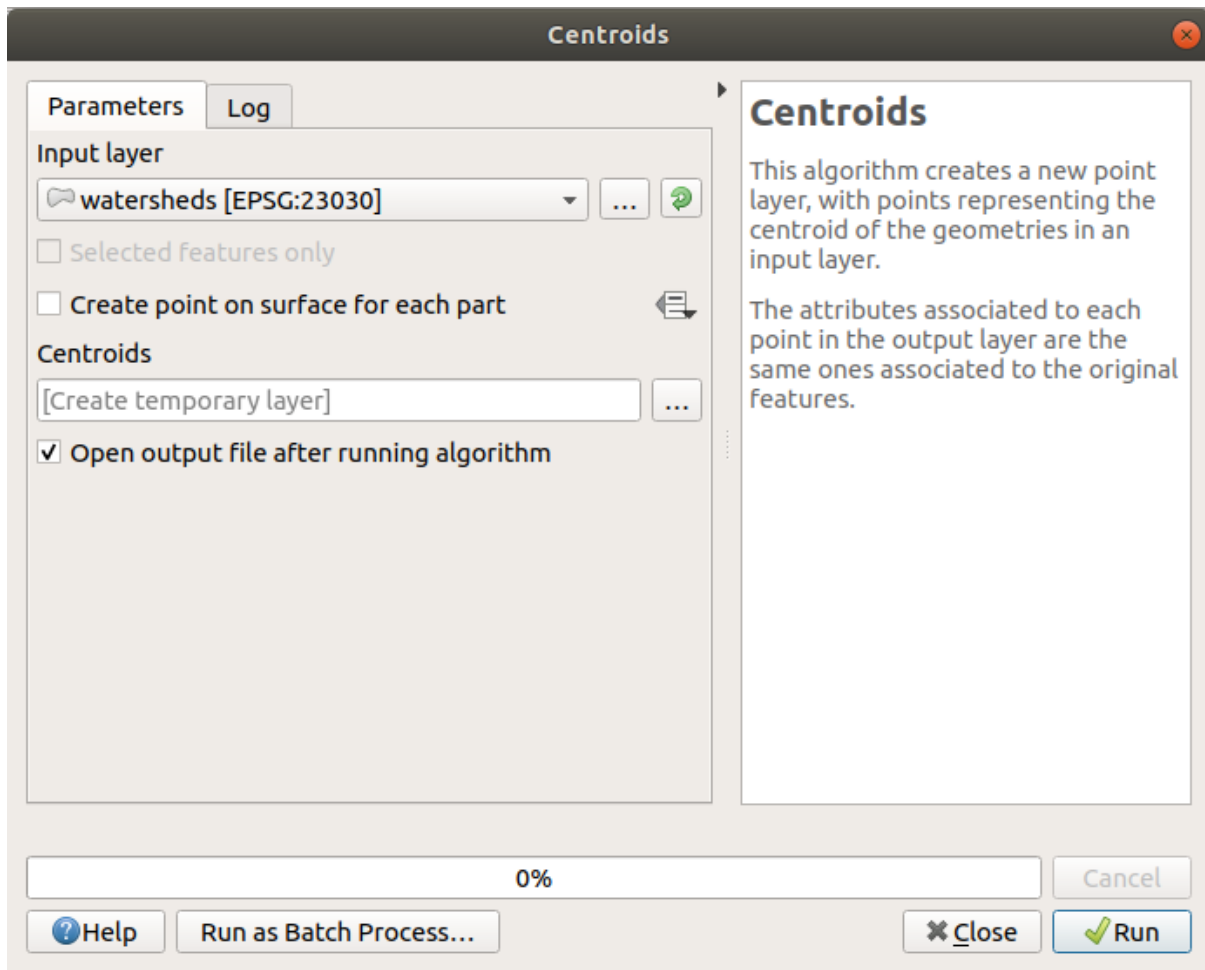 Centroids
Parameters
Log
Input layer
watersheds [EPSG:23030]
...
Selected features only
Create point on surface for each part
Centroids
[Create temporary layer]
...
Open output file after running algorithm
Centroids
This algorithm creates a new point
layer, with points representing the
centroid of the geometries in an
input layer.
The attributes associated to each
point in the output layer are the
same ones associated to the original
features.
0%
Cancel
Help
Run as Batch Process...
Close
Run